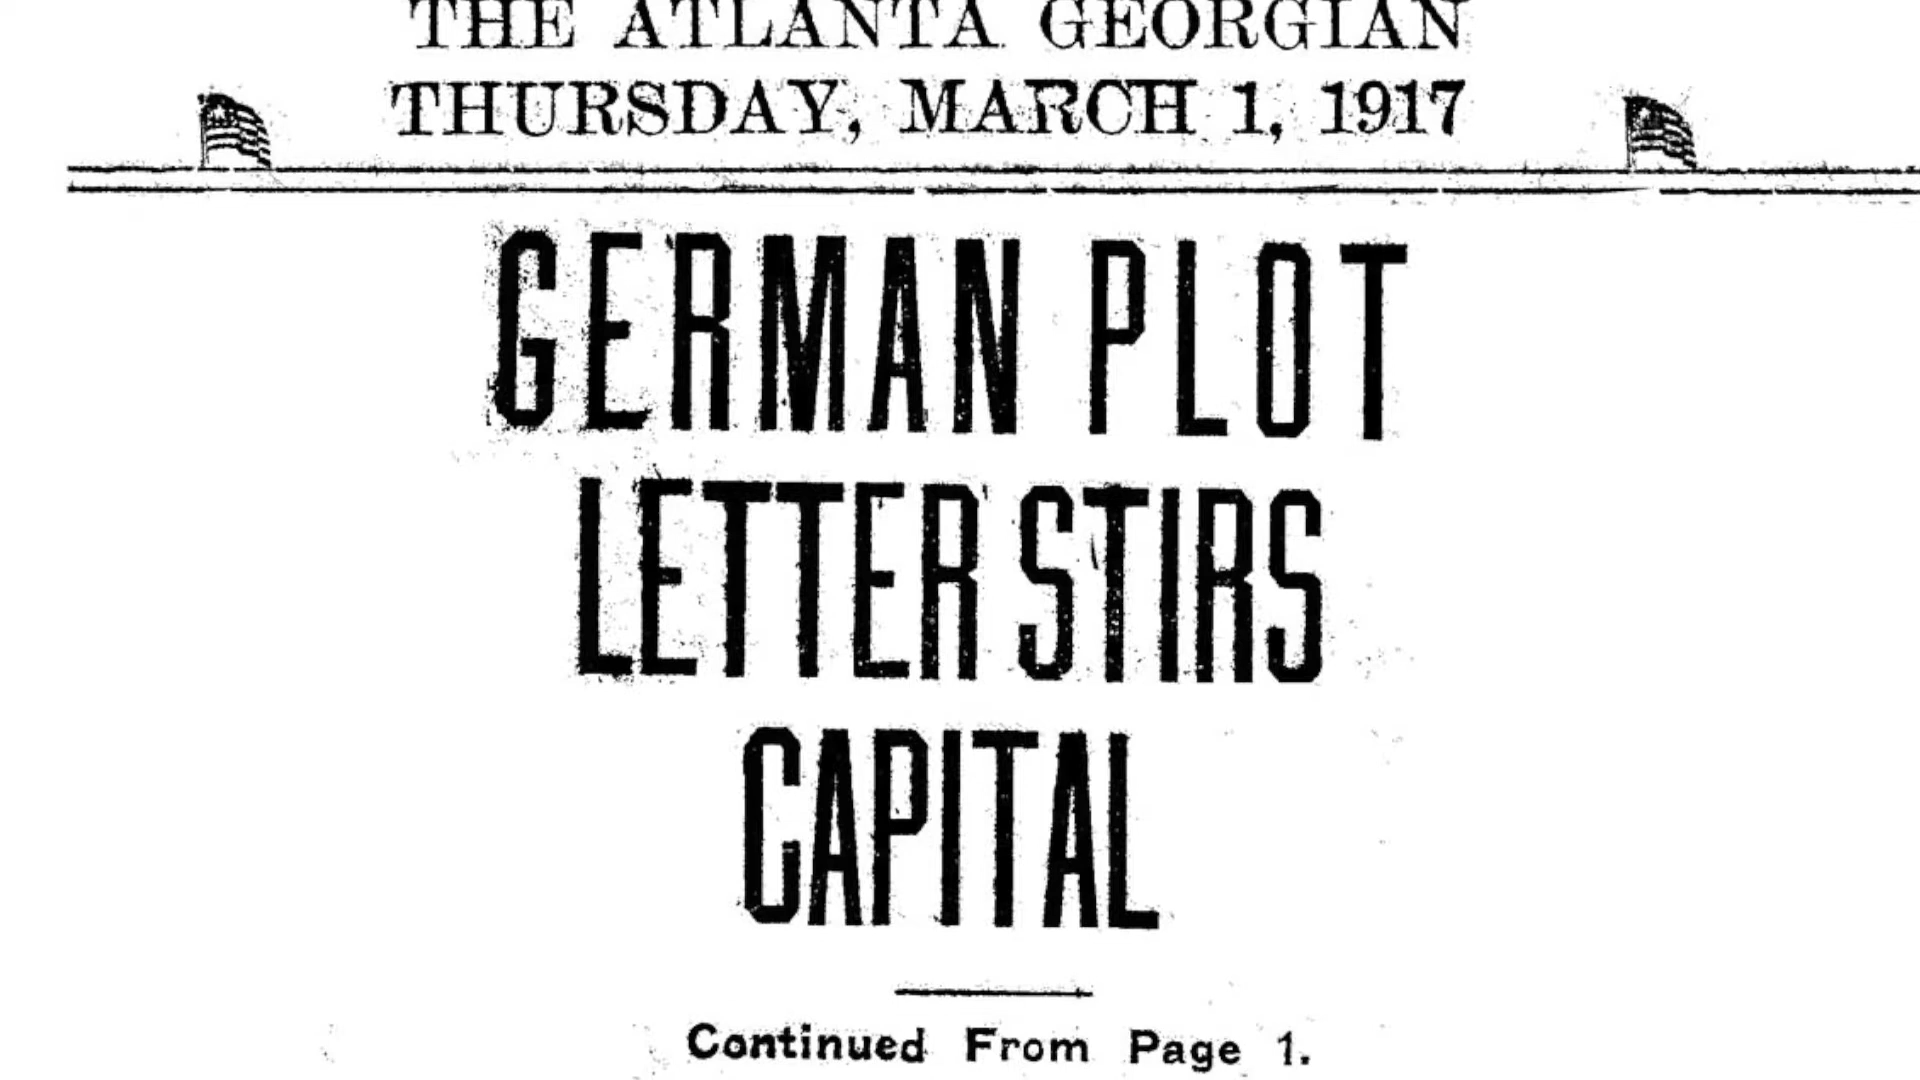 THE ATLANTA GEORGIAN
THURSDAY, MARCH 1, 1917
GERMAN PLOT
LETTER STIRS
CAPITAL
Continued From Page 1.